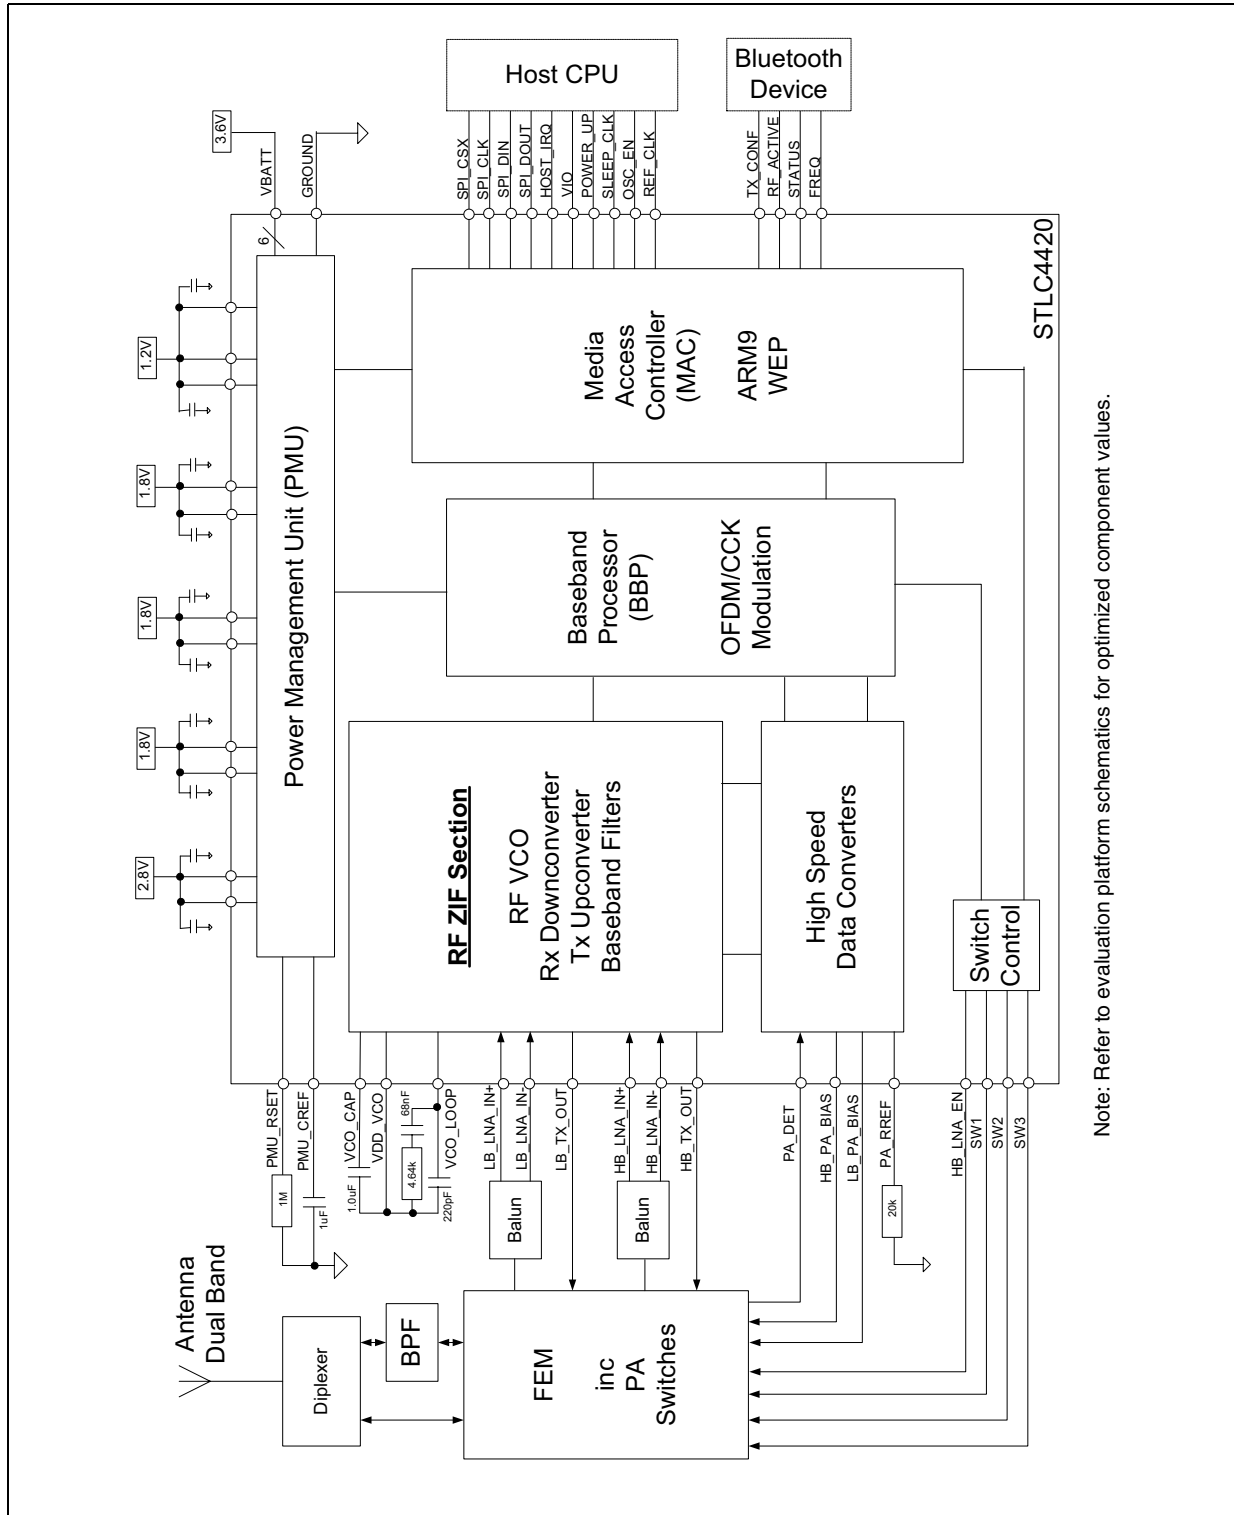 Host CPU
Bluetooth
Device
3.6V
VBATT
GROUND
6
SPI_CSX
SPI_CLK
SPI_DIN
SPI_DOUT
HOST_IRQ
VIO
POWER_UP
SLEEP_CLK
OSC_EN
REF_CLK
TX_CONF
RF_ACTIVE
STATUS
FREQ
STLC4420
1.2V
1.8V
1.8V
1.8V
2.8V
Power Management Unit (PMU)
Media
Access
Controller
(MAC)
ARM9
WEP
Baseband
Processor
(BBP)
OFDM/CCK
Modulation
RF ZIF Section
RF VCO
Rx Downconverter
Tx Upconverter
Baseband Filters
High Speed
Data Converters
Switch
Control
PMU_RSET
PMU_CREF
VCO_CAP
VDD_VCO
VCO_LOOP
LB_LNA_IN+
LB_LNA_IN-
LB_TX_OUT
HB_LNA_IN+
HB_LNA_IN-
HB_TX_OUT
PA_DET
HB_PA_BIAS
LB_PA_BIAS
PA_RREF
HB_LNA_EN
SW1
SW2
SW3
1M
1uF
1.0uF
68nF
4.64k
220pF
20k
Balun
Balun
Antenna
Dual Band
Diplexer
BPF
FEM
inc
PA
Switches
Note: Refer to evaluation platform schematics for optimized component values.